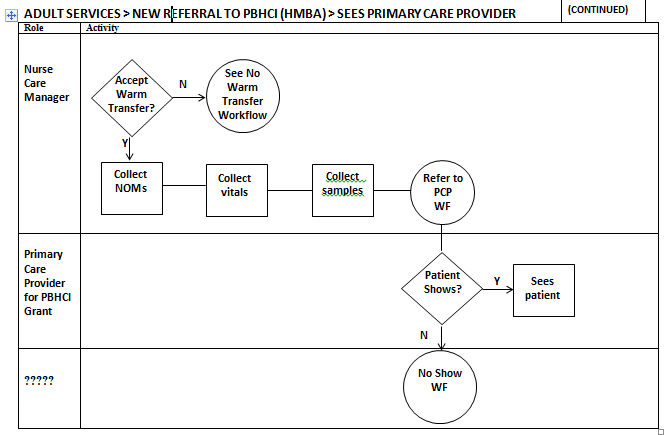 ADULT SERVICES > NEW REFERRAL TO PBHCI (HMBA) > SEES PRIMARY CARE PROVIDER
(CONTINUED)
Role
Activity
Nurse
Care
Manager
Accept
Warm
Transfer?
N
See No
Warm
Transfer
Workflow
Y
Collect
NOMs
Collect
vitals
Collect
samples
Refer to
PCP
WF
Primary
Care
Provider
for PBHCI
Grant
Patient
Shows?
Y
Sees
patient
N
?????
No Show
WF